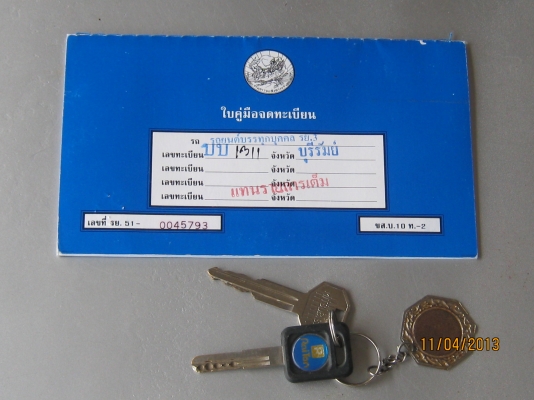 ใบคู่มือจดทะเบียน
รถ รถยนต์บรรทุกบุคคล รย.3
เลขทะเบียน บบ จังหวัด บุรีรัมย์
เลขทะเบียน จังหวัด
เลขทะเบียน จังหวัด
แทนรายการเต็ม
เลขทะเบียน จังหวัด
เลขที่ รย. 51- 0045793
ขส.บ.10 ท.-2
11/04/2013